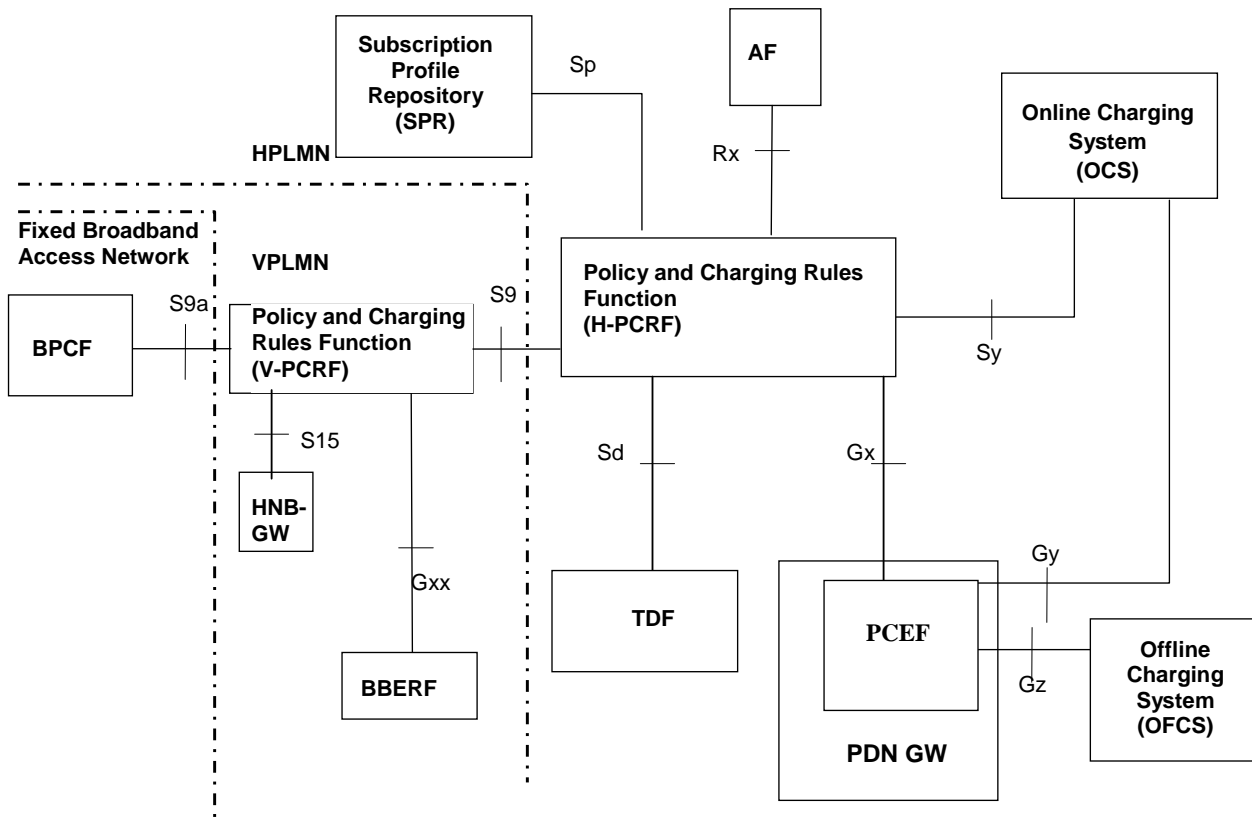 Subscription
Profile
Repository
(SPR)
Sp
AF
Rx
Online Charging
System
(OCS)
HPLMN
Fixed Broadband
Access Network
VPLMN
S9a
S9
BPCF
Policy and Charging
Rules Function
(V-PCRF)
Policy and Charging Rules
Function
(H-PCRF)
Sy
S15
Sd
Gx
HNB-
GW
Gxx
Gy
TDF
PCEF
BBERF
Gz
Offline
Charging
System
(OFCS)
PDN GW